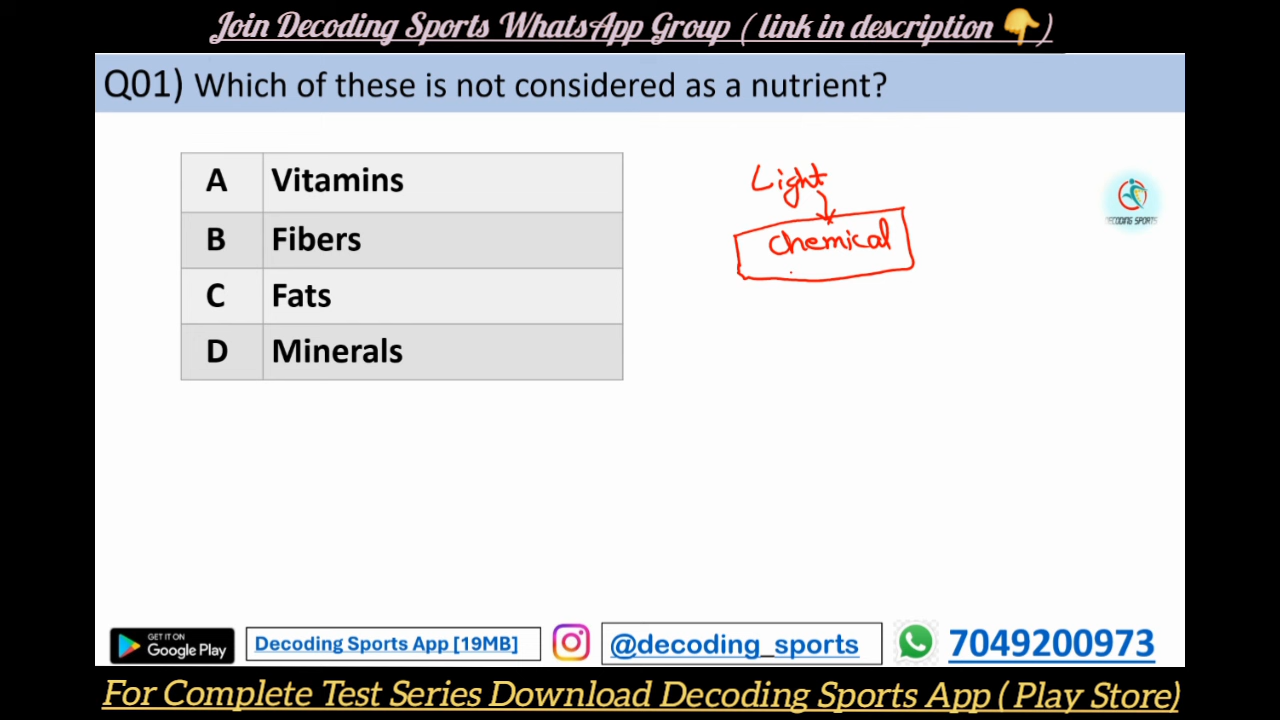 Join Decoding Sports WhatsApp Group ( link in description 👇)
Q01) Which of these is not considered as a nutrient?
A Vitamins
B Fibers
C Fats
D Minerals
Light
chemical
DECODING SPORTS
GET IT ON
Google Play
Decoding Sports App [19MB]
@decoding_sports
7049200973
For Complete Test Series Download Decoding Sports App ( Play Store)